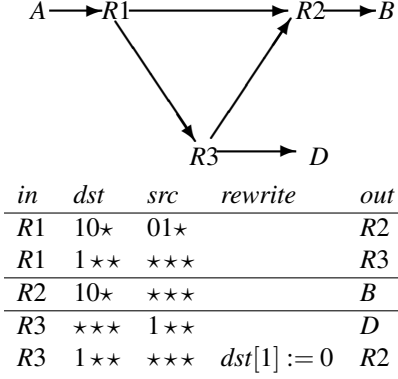 A R1 R2 B
R3 D
in dst src rewrite out
R1 10⋆ 01⋆ R2
R1 1⋆⋆ ⋆⋆⋆ R3
R2 10⋆ ⋆⋆⋆ B
R3 ⋆⋆⋆ 1⋆⋆ D
R3 1⋆⋆ ⋆⋆⋆ dst[1] := 0 R2